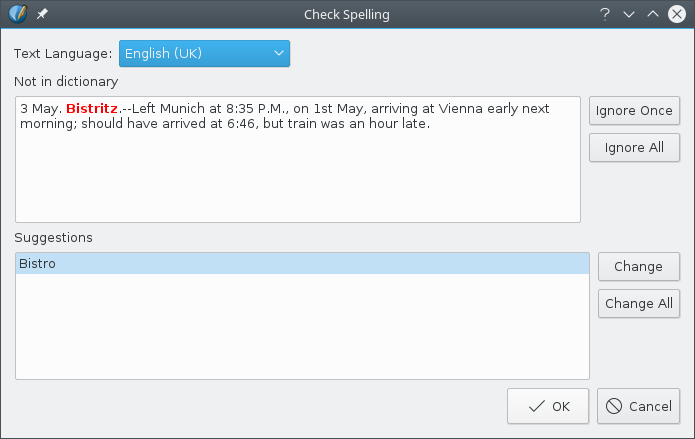 Check Spelling
Text Language: English (UK)
Not in dictionary
3 May. Bistritz.--Left Munich at 8:35 P.M., on 1st May, arriving at Vienna early next
morning; should have arrived at 6:46, but train was an hour late.
Ignore Once
Ignore All
Suggestions
Bistro
Change
Change All
OK
Cancel